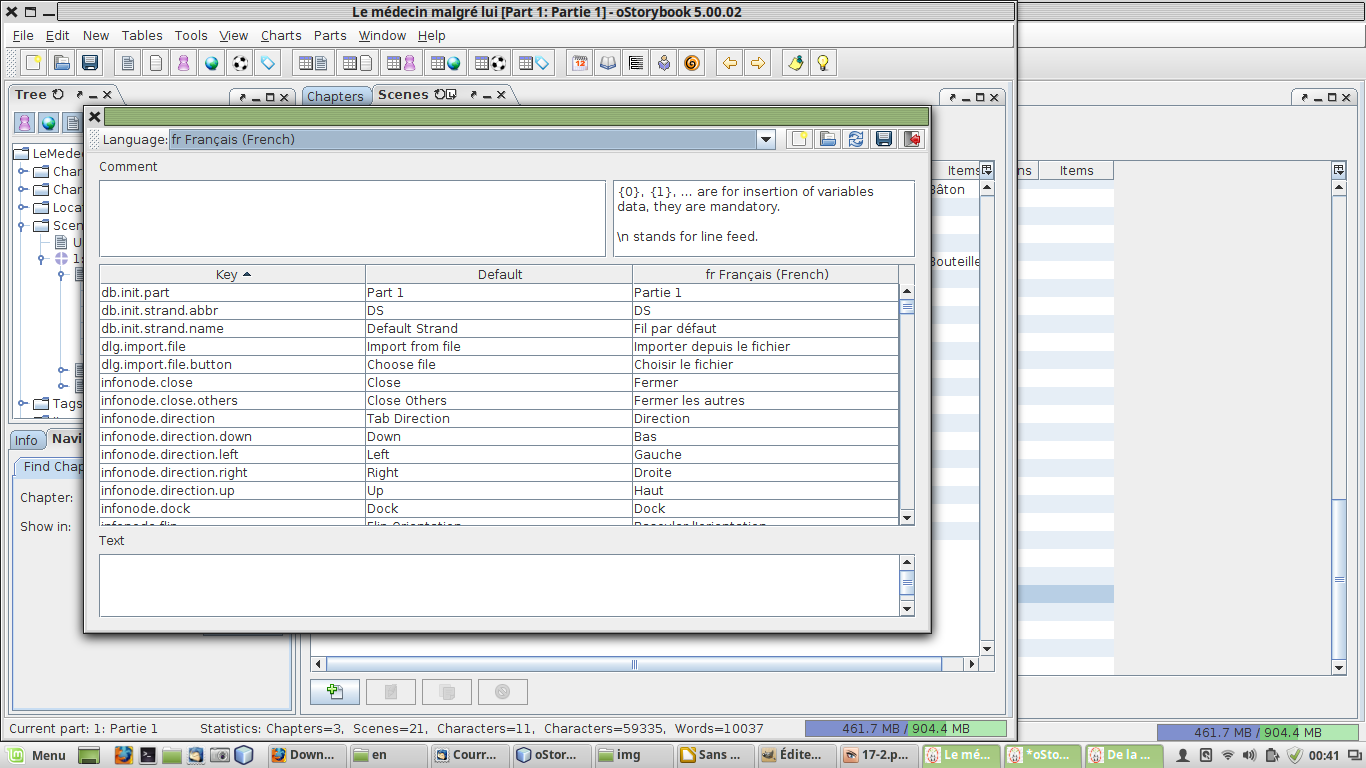 Le médecin malgré lui [Part 1: Partie 1] - oStorybook 5.00.02
File Edit New Tables Tools View Charts Parts Window Help
Tree
Chapters
Scenes
Language: fr Français (French)
Comment
{0}, {1}, ... are for insertion of variables
data, they are mandatory.
\n stands for line feed.
Key Default fr Français (French)
db.init.part Part 1 Partie 1
db.init.strand.abbr DS DS
db.init.strand.name Default Strand Fil par défaut
dlg.import.file Import from file Importer depuis le fichier
dlg.import.file.button Choose file Choisir le fichier
infonode.close Close Fermer
infonode.close.others Close Others Fermer les autres
infonode.direction Tab Direction Direction
infonode.direction.down Down Bas
infonode.direction.left Left Gauche
infonode.direction.right Right Droite
infonode.direction.up Up Haut
infonode.dock Dock Dock
Text
LeMedec
Char
Char
Loca
Scen
U
1:
Tags
Info Navi
Find Chap
Chapter:
Show in:
Items
Bâton
Bouteille
ns Items
Current part: 1: Partie 1 Statistics: Chapters=3, Scenes=21, Characters=11, Characters=59335, Words=10037 461.7 MB / 904.4 MB
461.7 MB / 904.4 MB
Menu Down... en Courr... oStor... img Sans ... Édite... 17-2.p... Le mé... *oSto... De la ... 00:41